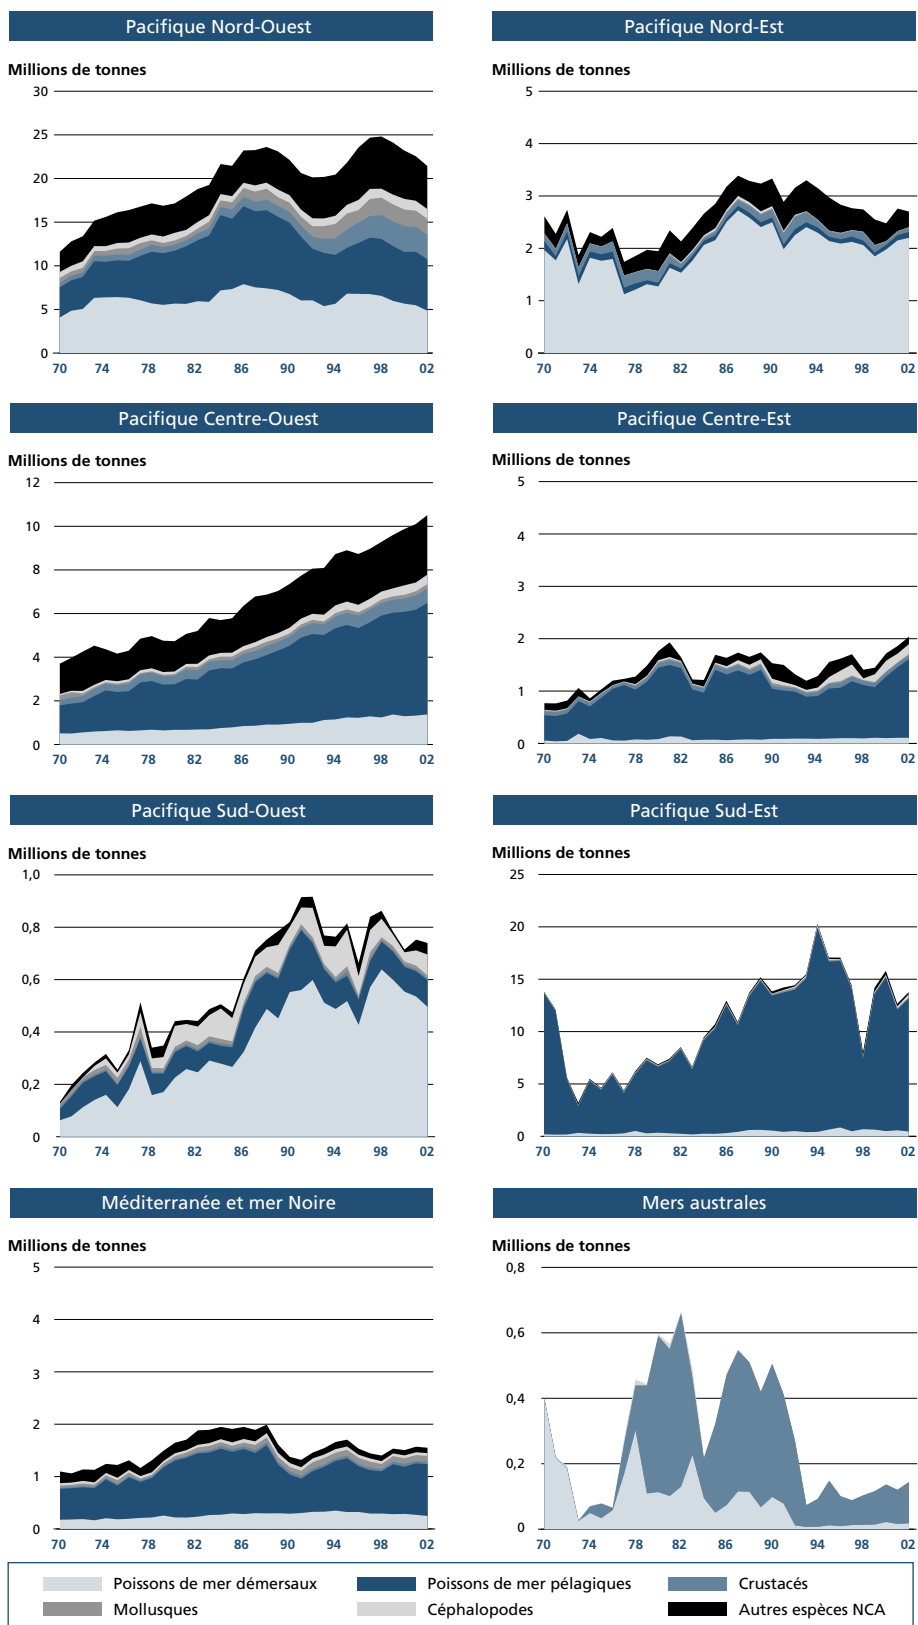 Pacifique Nord-Ouest
Millions de tonnes
30
25
20
15
10
5
0
70 74 78 82 86 90 94 98 02
Pacifique Nord-Est
Millions de tonnes
5
4
3
2
1
0
70 74 78 82 86 90 94 98 02
Pacifique Centre-Ouest
Millions de tonnes
12
10
8
6
4
2
0
70 74 78 82 86 90 94 98 02
Pacifique Centre-Est
Millions de tonnes
5
4
3
2
1
0
70 74 78 82 86 90 94 98 02
Pacifique Sud-Ouest
Millions de tonnes
1,0
0,8
0,6
0,4
0,2
0
70 74 78 82 86 90 94 98 02
Pacifique Sud-Est
Millions de tonnes
25
20
15
10
5
0
70 74 78 82 86 90 94 98 02
Méditerranée et mer Noire
Millions de tonnes
5
4
3
2
1
0
70 74 78 82 86 90 94 98 02
Mers australes
Millions de tonnes
0,8
0,6
0,4
0,2
0
70 74 78 82 86 90 94 98 02
Poissons de mer démersaux
Poissons de mer pélagiques
Crustacés
Mollusques
Céphalopodes
Autres espèces NCA